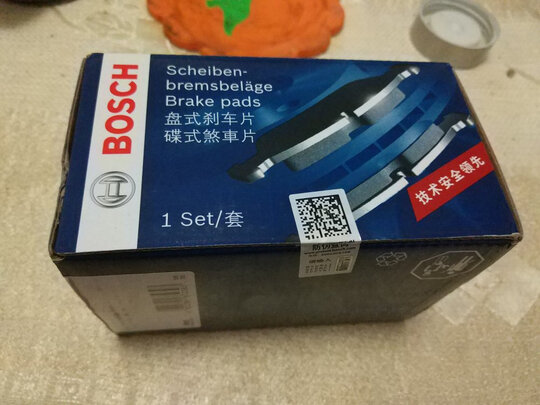 BOSCH
Scheiben-
bremsbeläge
Brake pads
盘式刹车片
碟式煞車片
1 Set/套
技术安全领先